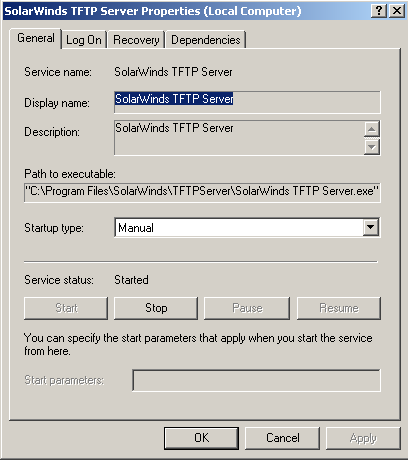 SolarWinds TFTP Server Properties (Local Computer)
General Log On Recovery Dependencies
Service name: SolarWinds TFTP Server
Display name: SolarWinds TFTP Server
Description: SolarWinds TFTP Server
Path to executable:
"C:\Program Files\SolarWinds\TFTPServer\SolarWinds TFTP Server.exe"
Startup type: Manual
Service status: Started
Start Stop Pause Resume
You can specify the start parameters that apply when you start the service
from here.
Start parameters:
OK Cancel Apply